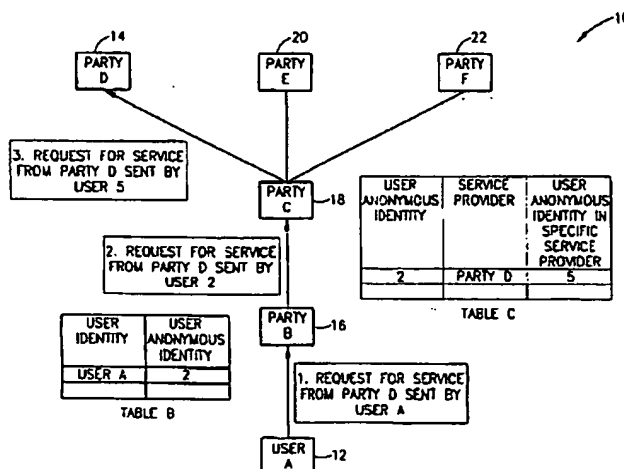 10
14
20
22
PARTY
D
PARTY
E
PARTY
F
3. REQUEST FOR SERVICE
FROM PARTY D SENT BY
USER 5
PARTY
C
18
USER
ANONYMOUS
IDENTITY
SERVICE
PROVIDER
USER
ANONYMOUS
IDENTITY IN
SPECIFIC
SERVICE
PROVIDER
2
PARTY D
5
TABLE C
2. REQUEST FOR SERVICE
FROM PARTY D SENT BY
USER 2
USER
IDENTITY
USER
ANONYMOUS
IDENTITY
USER A
2
TABLE B
PARTY
B
16
1. REQUEST FOR SERVICE
FROM PARTY D SENT BY
USER A
USER
A
12